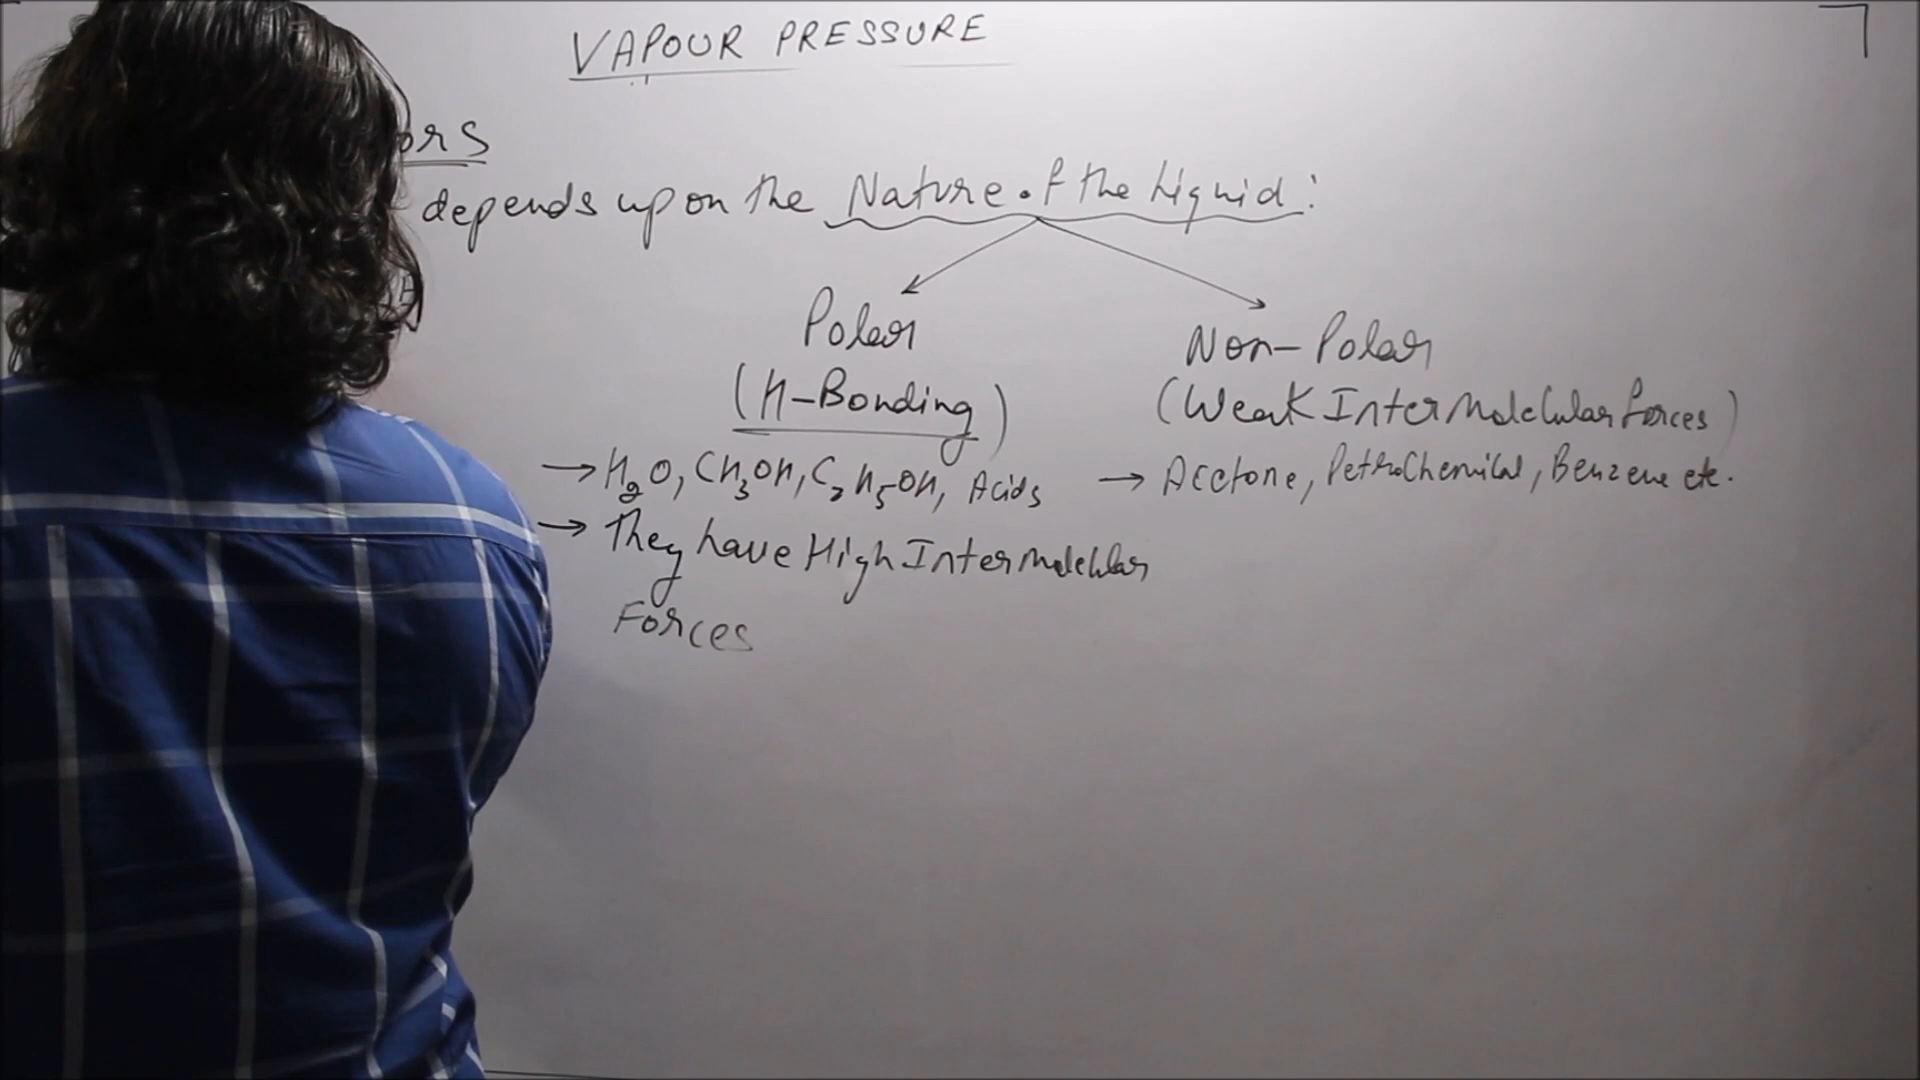 VAPOUR PRESSURE
ors
depends upon the Nature of the Liquid:
Polar
Non-Polar
(H-Bonding)
(Weak Intermolecular forces)
→ H₂O, CH₃OH, C₂H₅OH, Acids
→ Acetone, PetroChemical, Benzene etc.
→ They have High Intermolecular
Forces